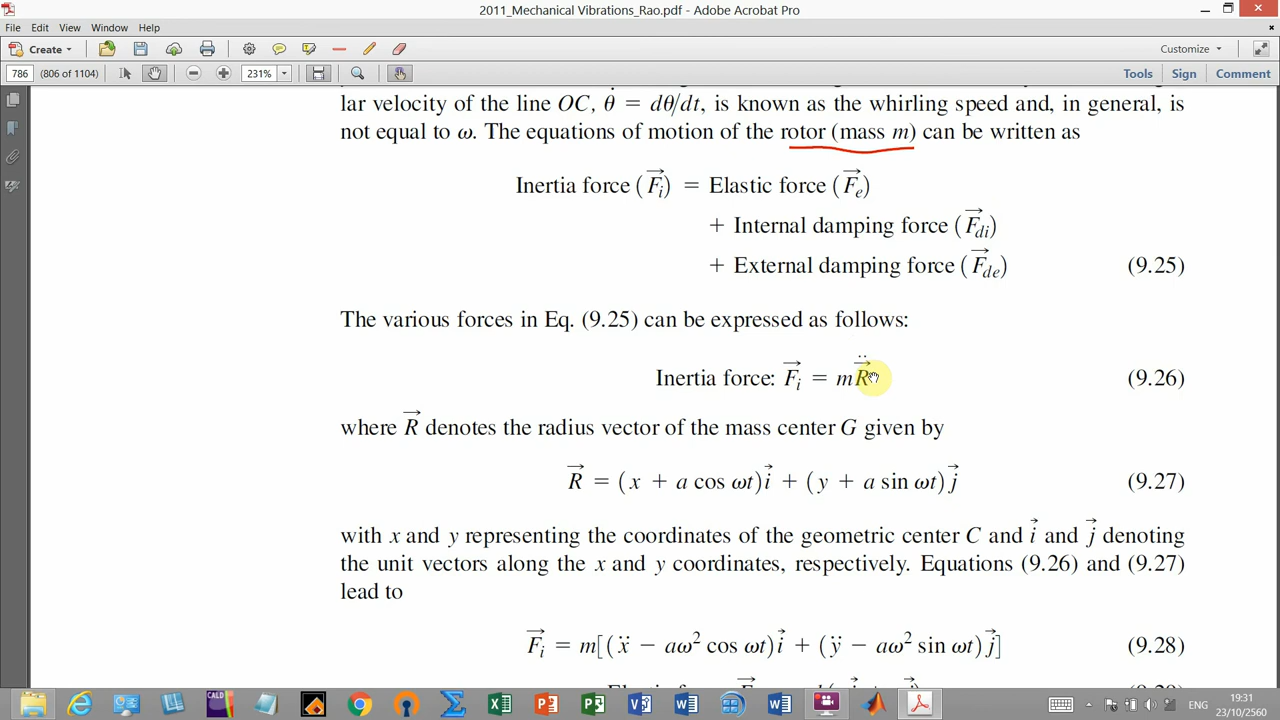 2011_Mechanical Vibrations_Rao.pdf - Adobe Acrobat Pro
File Edit View Window Help
Create Customize
786 (806 of 1104) 231% Tools Sign Comment
lar velocity of the line OC, θ̇ = dθ/dt, is known as the whirling speed and, in general, is
not equal to ω. The equations of motion of the rotor (mass m) can be written as
Inertia force (F⃗i) = Elastic force (F⃗e)
+ Internal damping force (F⃗di)
+ External damping force (F⃗de) (9.25)
The various forces in Eq. (9.25) can be expressed as follows:
Inertia force: F⃗i = mR⃗̈ (9.26)
where R⃗ denotes the radius vector of the mass center G given by
R⃗ = (x + a cos ωt)i⃗ + (y + a sin ωt)j⃗ (9.27)
with x and y representing the coordinates of the geometric center C and i⃗ and j⃗ denoting
the unit vectors along the x and y coordinates, respectively. Equations (9.26) and (9.27)
lead to
F⃗i = m[(ẍ − aω² cos ωt)i⃗ + (ÿ − aω² sin ωt)j⃗] (9.28)
CALD ENG 19:31
23/10/2560